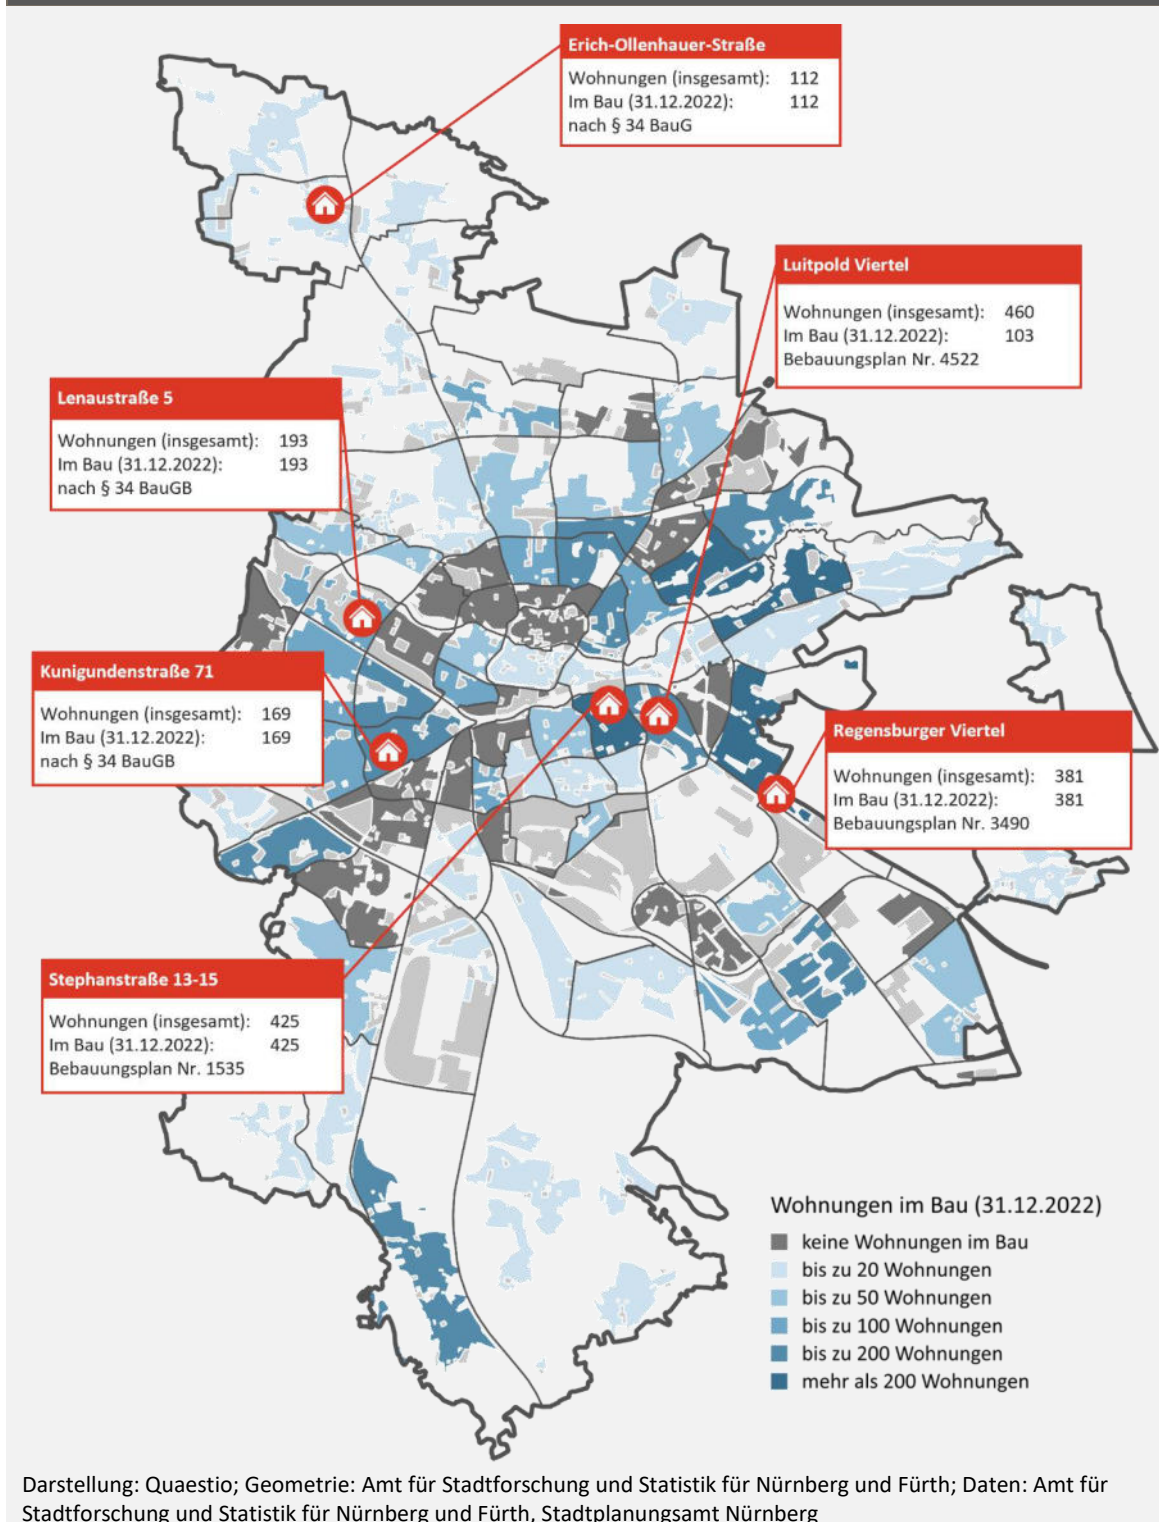 Erich-Ollenhauer-Straße
Wohnungen (insgesamt): 112
Im Bau (31.12.2022): 112
nach § 34 BauG
Luitpold Viertel
Wohnungen (insgesamt): 460
Im Bau (31.12.2022): 103
Bebauungsplan Nr. 4522
Lenaustraße 5
Wohnungen (insgesamt): 193
Im Bau (31.12.2022): 193
nach § 34 BauGB
Kunigundenstraße 71
Wohnungen (insgesamt): 169
Im Bau (31.12.2022): 169
nach § 34 BauGB
Regensburger Viertel
Wohnungen (insgesamt): 381
Im Bau (31.12.2022): 381
Bebauungsplan Nr. 3490
Stephanstraße 13-15
Wohnungen (insgesamt): 425
Im Bau (31.12.2022): 425
Bebauungsplan Nr. 1535
Wohnungen im Bau (31.12.2022)
keine Wohnungen im Bau
bis zu 20 Wohnungen
bis zu 50 Wohnungen
bis zu 100 Wohnungen
bis zu 200 Wohnungen
mehr als 200 Wohnungen
Darstellung: Quaestio; Geometrie: Amt für Stadtforschung und Statistik für Nürnberg und Fürth; Daten: Amt für
Stadtforschung und Statistik für Nürnberg und Fürth, Stadtplanungsamt Nürnberg